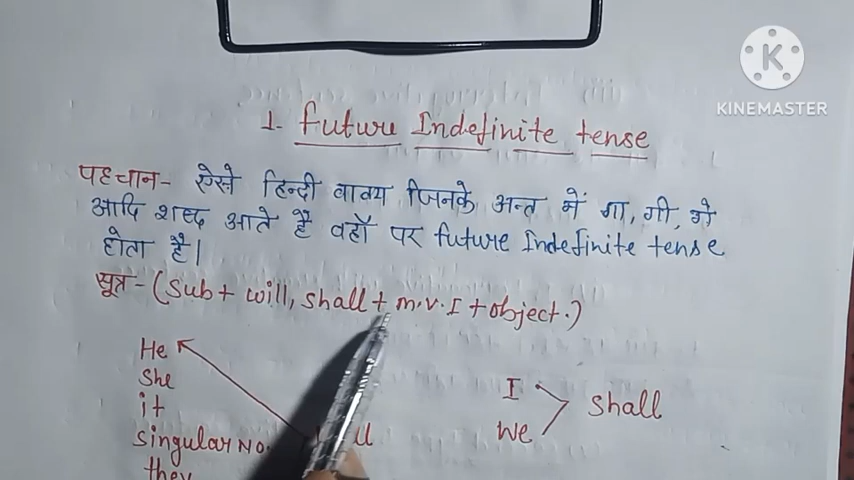 KINEMASTER
1. Future Indefinite tense
पहचान- ऐसे हिन्दी वाक्य जिनके अन्त में गा, गी, गे
आदि शब्द आते हैं वहाँ पर future Indefinite tense
होता है।
सूत्र- (Sub + will, shall + m.v.I + object.)
He
She
it
singular No.
they
I
We
shall